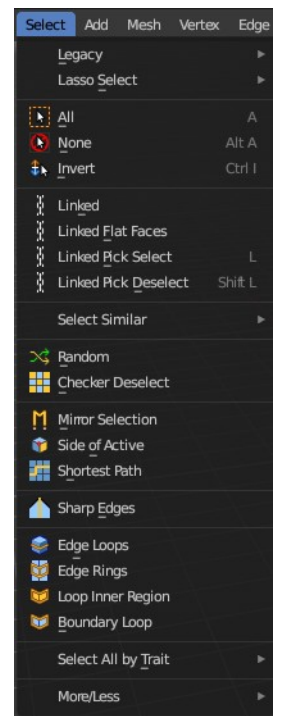 Select Add Mesh Vertex Edge
Legacy
Lasso Select
All A
None Alt A
Invert Ctrl I
Linked
Linked Flat Faces
Linked Pick Select L
Linked Pick Deselect Shift L
Select Similar
Random
Checker Deselect
Mirror Selection
Side of Active
Shortest Path
Sharp Edges
Edge Loops
Edge Rings
Loop Inner Region
Boundary Loop
Select All by Trait
More/Less